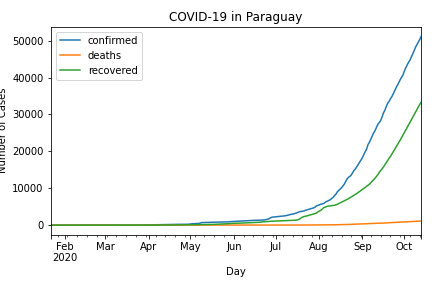 COVID-19 in Paraguay
confirmed
deaths
recovered
50000
40000
30000
20000
10000
0
Number of Cases
Feb Mar Apr May Jun Jul Aug Sep Oct
2020
Day